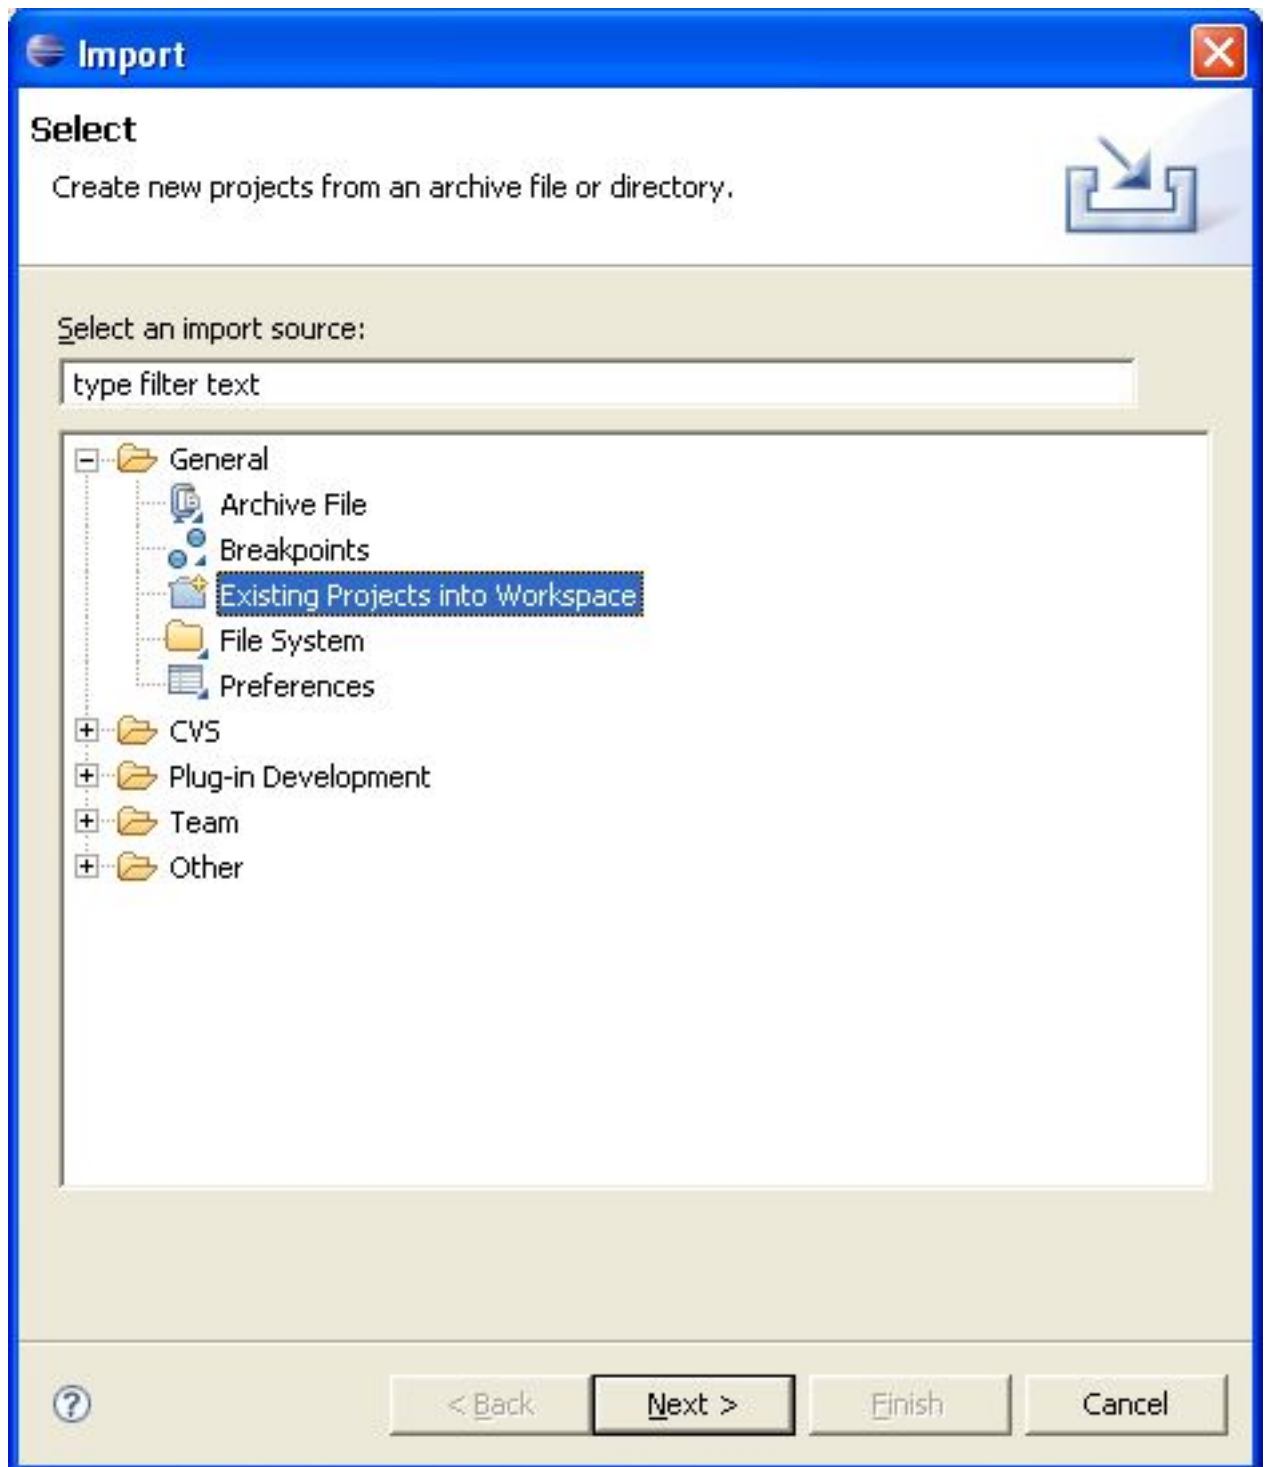 Import
Select
Create new projects from an archive file or directory.
Select an import source:
type filter text
General
Archive File
Breakpoints
Existing Projects into Workspace
File System
Preferences
CVS
Plug-in Development
Team
Other
? < Back Next > Finish Cancel